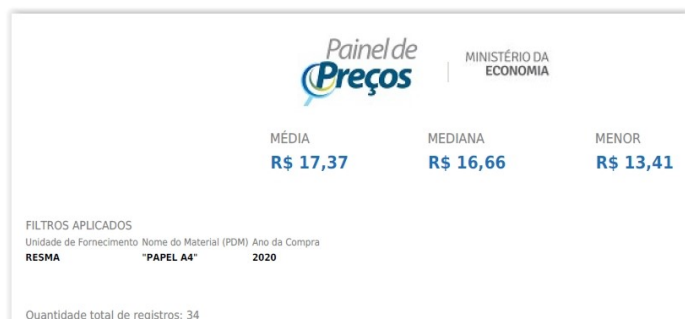 Painel de
Preços
MINISTÉRIO DA
ECONOMIA
MÉDIA MEDIANA MENOR
R$ 17,37 R$ 16,66 R$ 13,41
FILTROS APLICADOS
Unidade de Fornecimento Nome do Material (PDM) Ano da Compra
RESMA "PAPEL A4" 2020
Quantidade total de registros: 34